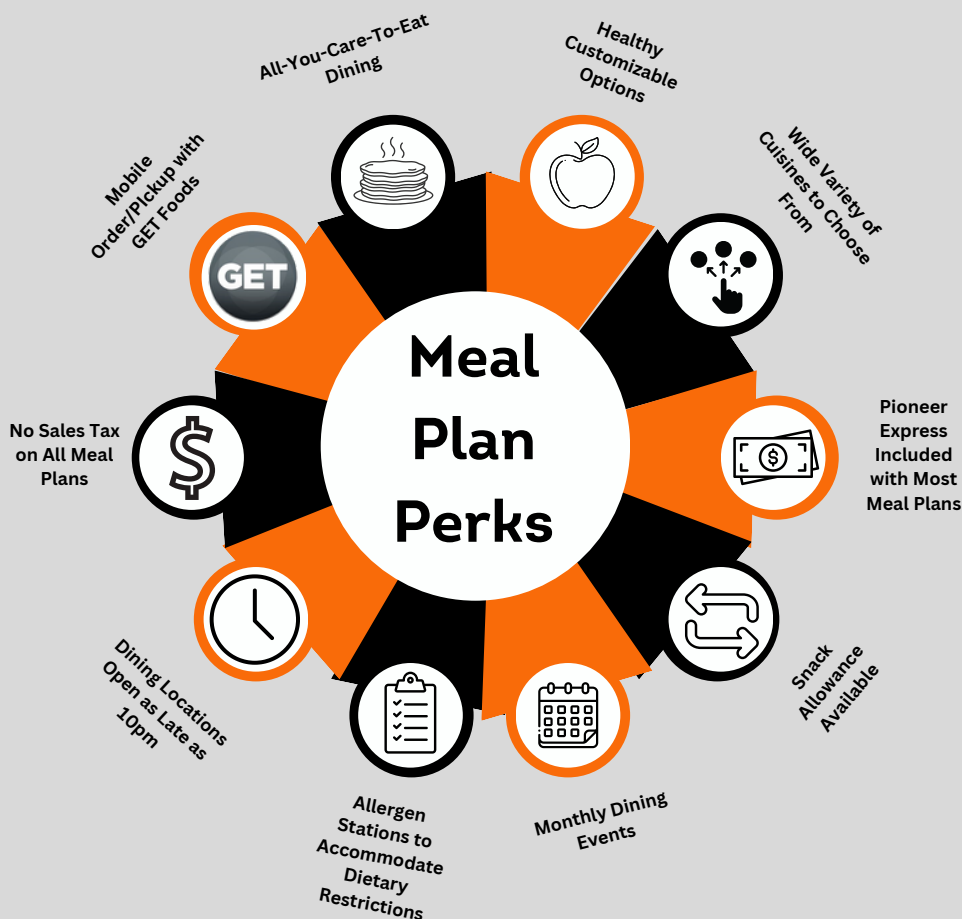 Meal
Plan
Perks
All-You-Care-To-Eat
Dining
Healthy
Customizable
Options
Wide Variety of
Cuisines to Choose
From
Pioneer
Express
Included
with Most
Meal Plans
Snack
Allowance
Available
Monthly Dining
Events
Allergen
Stations to
Accommodate
Dietary
Restrictions
Dining Locations
Open as Late as
10pm
No Sales Tax
on All Meal
Plans
$
Mobile
Order/PIckup with
GET Foods
GET
$